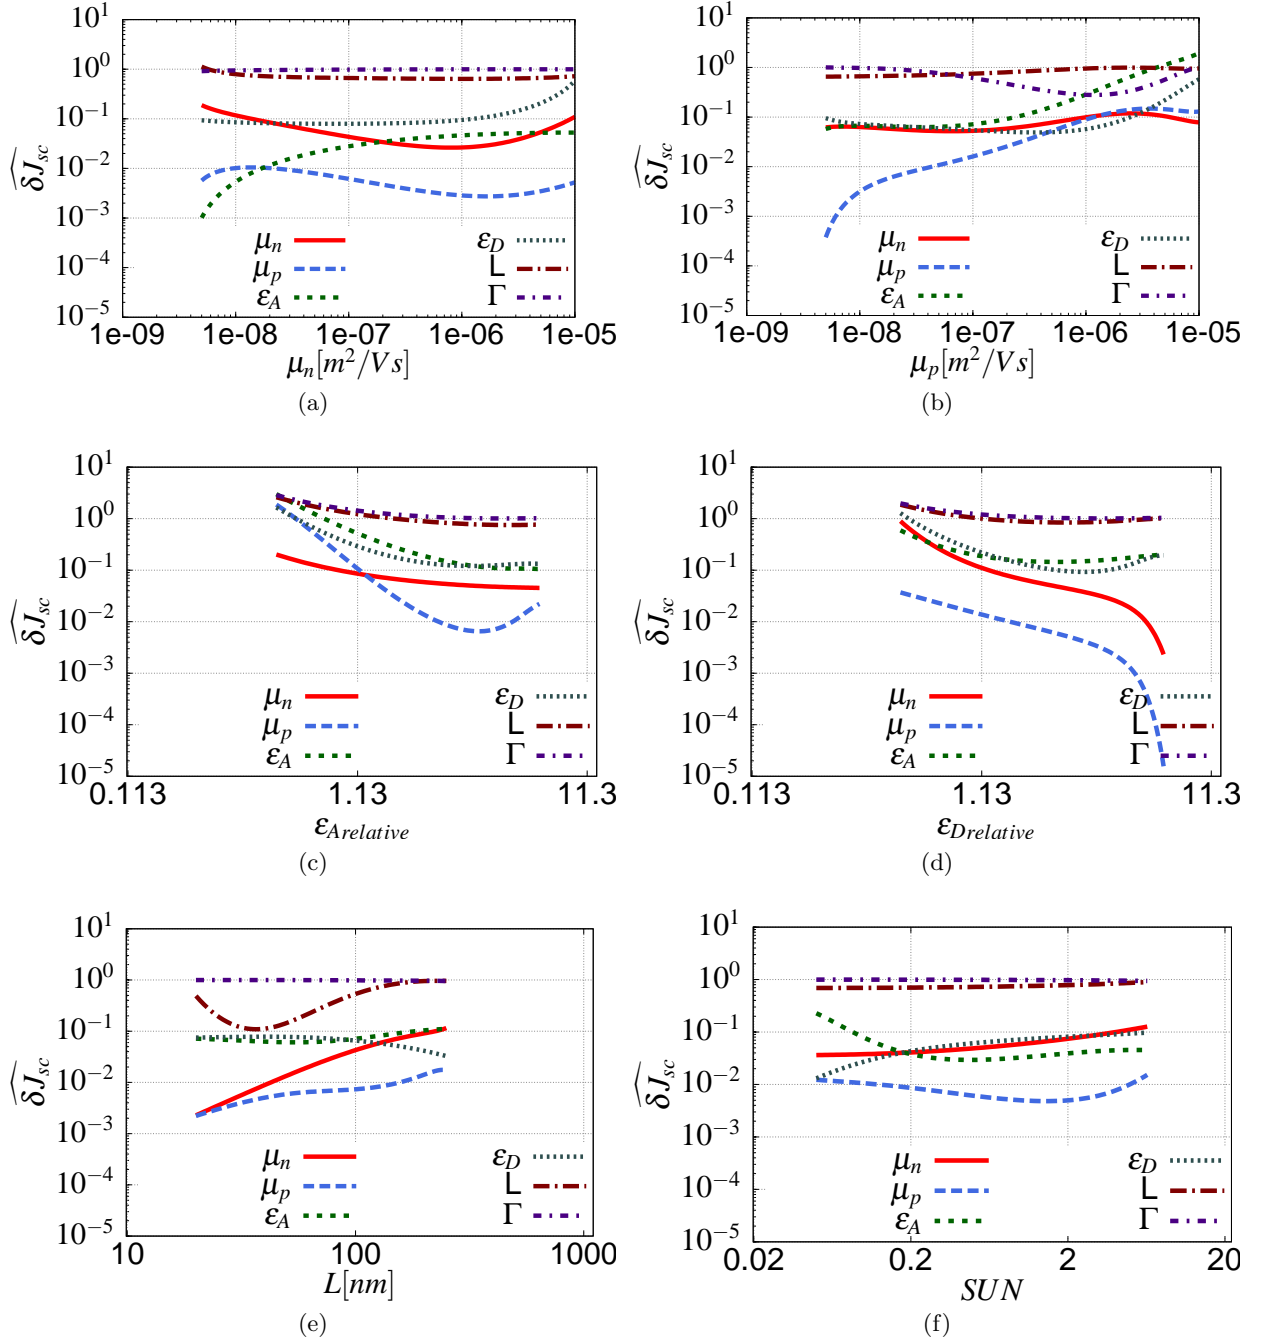 10^1
10^0
10^-1
10^-2
10^-3
10^-4
10^-5
δJ_sc
μ_n
μ_p
ε_A
ε_D
L
Γ
1e-09 1e-08 1e-07 1e-06 1e-05
μ_n[m^2/Vs]
(a)
10^1
10^0
10^-1
10^-2
10^-3
10^-4
10^-5
δJ_sc
μ_n
μ_p
ε_A
ε_D
L
Γ
1e-09 1e-08 1e-07 1e-06 1e-05
μ_p[m^2/Vs]
(b)
10^1
10^0
10^-1
10^-2
10^-3
10^-4
10^-5
δJ_sc
μ_n
μ_p
ε_A
ε_D
L
Γ
0.113 1.13 11.3
ε_Arelative
(c)
10^1
10^0
10^-1
10^-2
10^-3
10^-4
10^-5
δJ_sc
μ_n
μ_p
ε_A
ε_D
L
Γ
0.113 1.13 11.3
ε_Drelative
(d)
10^1
10^0
10^-1
10^-2
10^-3
10^-4
10^-5
δJ_sc
μ_n
μ_p
ε_A
ε_D
L
Γ
10 100 1000
L[nm]
(e)
10^1
10^0
10^-1
10^-2
10^-3
10^-4
10^-5
δJ_sc
μ_n
μ_p
ε_A
ε_D
L
Γ
0.02 0.2 2 20
SUN
(f)